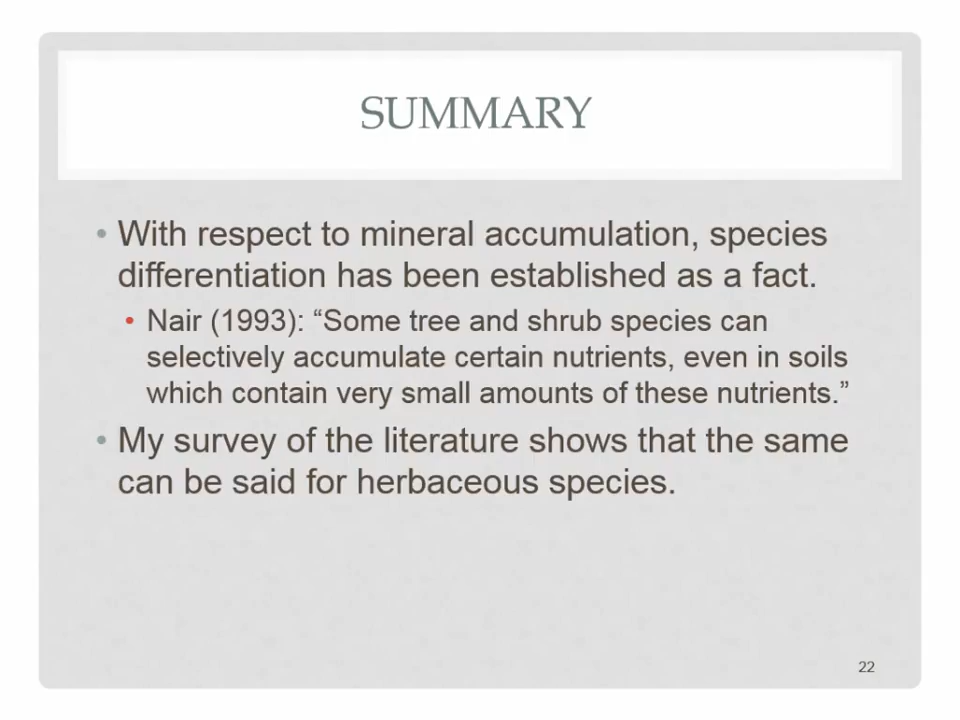 SUMMARY
• With respect to mineral accumulation, species
differentiation has been established as a fact.
• Nair (1993): “Some tree and shrub species can
selectively accumulate certain nutrients, even in soils
which contain very small amounts of these nutrients.”
• My survey of the literature shows that the same
can be said for herbaceous species.
22